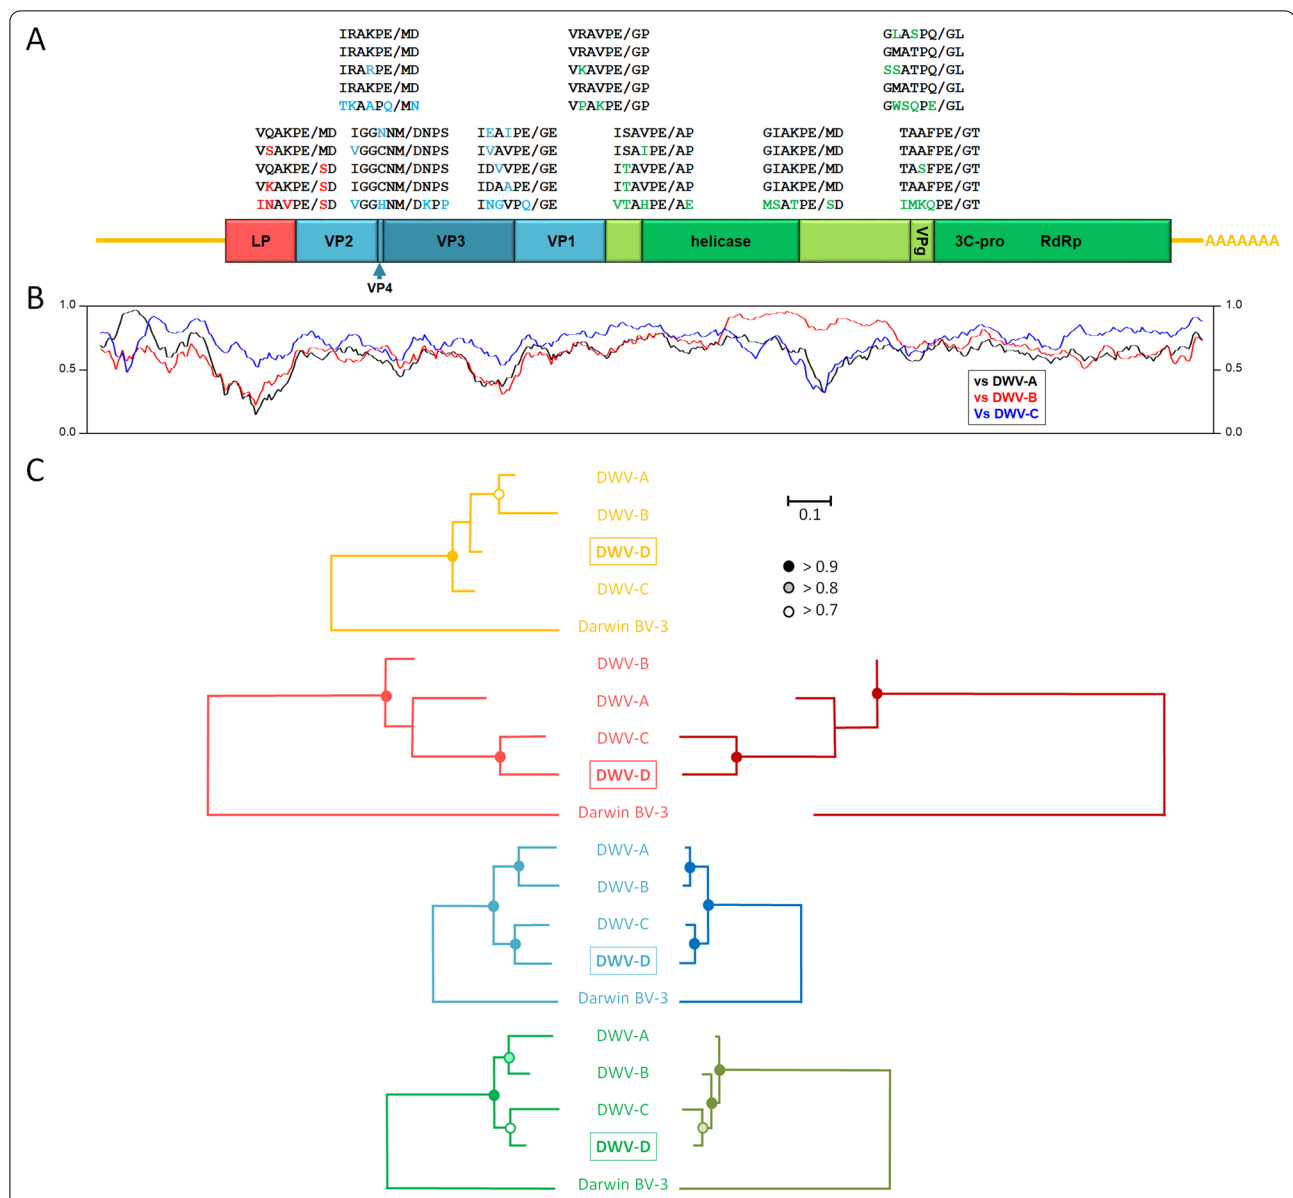 A
IRAKPE/MD VRAVPE/GP GLASPQ/GL
IRAKPE/MD VRAVPE/GP GMATPQ/GL
IRARPE/MD VKAVPE/GP SSATPQ/GL
IRAKPE/MD VRAVPE/GP GMATPQ/GL
TKAAPQ/MN VPAKPE/GP GWSQPE/GL
VQAKPE/MD IGGNNM/DNPS IEAIPE/GE ISAVPE/AP GIAKPE/MD TAAFPE/GT
VSAKPE/MD VGGCNM/DNPS IVAVPE/GE ISAIPE/AP GIAKPE/MD TAAFPE/GT
VQAKPE/SD IGGCNM/DNPS IDVVPE/GE ITAVPE/AP GIAKPE/MD TASFPE/GT
VKAKPE/SD IGGCNM/DNPS IDAAPE/GE ITAVPE/AP GIAKPE/MD TAAFPE/GT
INAVPE/SD VGGHNM/DKPP INGVPQ/GE VTAHPE/AE MSATPE/SD IMKQPE/GT
LP VP2 VP3 VP1 helicase VPg 3C-pro RdRp AAAAAAA
VP4
B
1.0 1.0
0.5 0.5
0.0 0.0
vs DWV-A
vs DWV-B
Vs DWV-C
C
DWV-A
DWV-B
DWV-D
DWV-C
Darwin BV-3
0.1
> 0.9
> 0.8
> 0.7
DWV-B
DWV-A
DWV-C
DWV-D
Darwin BV-3
DWV-A
DWV-B
DWV-C
DWV-D
Darwin BV-3
DWV-A
DWV-B
DWV-C
DWV-D
Darwin BV-3